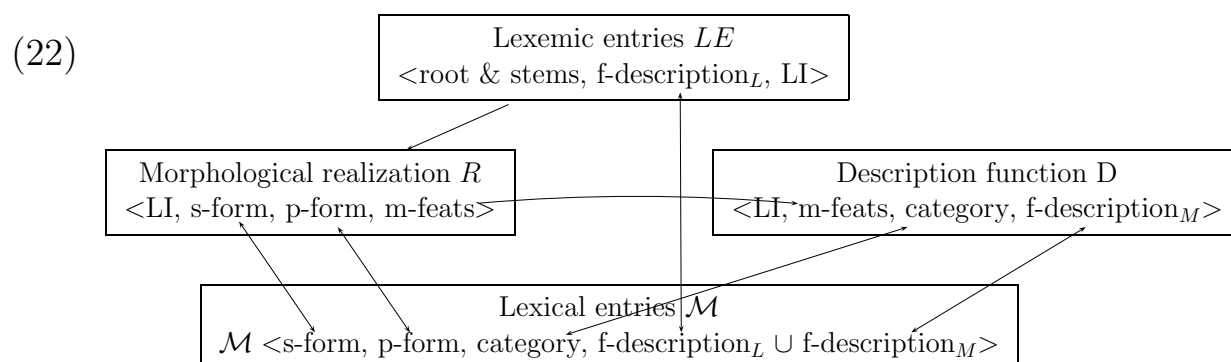 (22)
Lexemic entries LE
<root & stems, f-description_L, LI>
Morphological realization R
<LI, s-form, p-form, m-feats>
Description function D
<LI, m-feats, category, f-description_M>
Lexical entries ℳ
ℳ <s-form, p-form, category, f-description_L ∪ f-description_M>